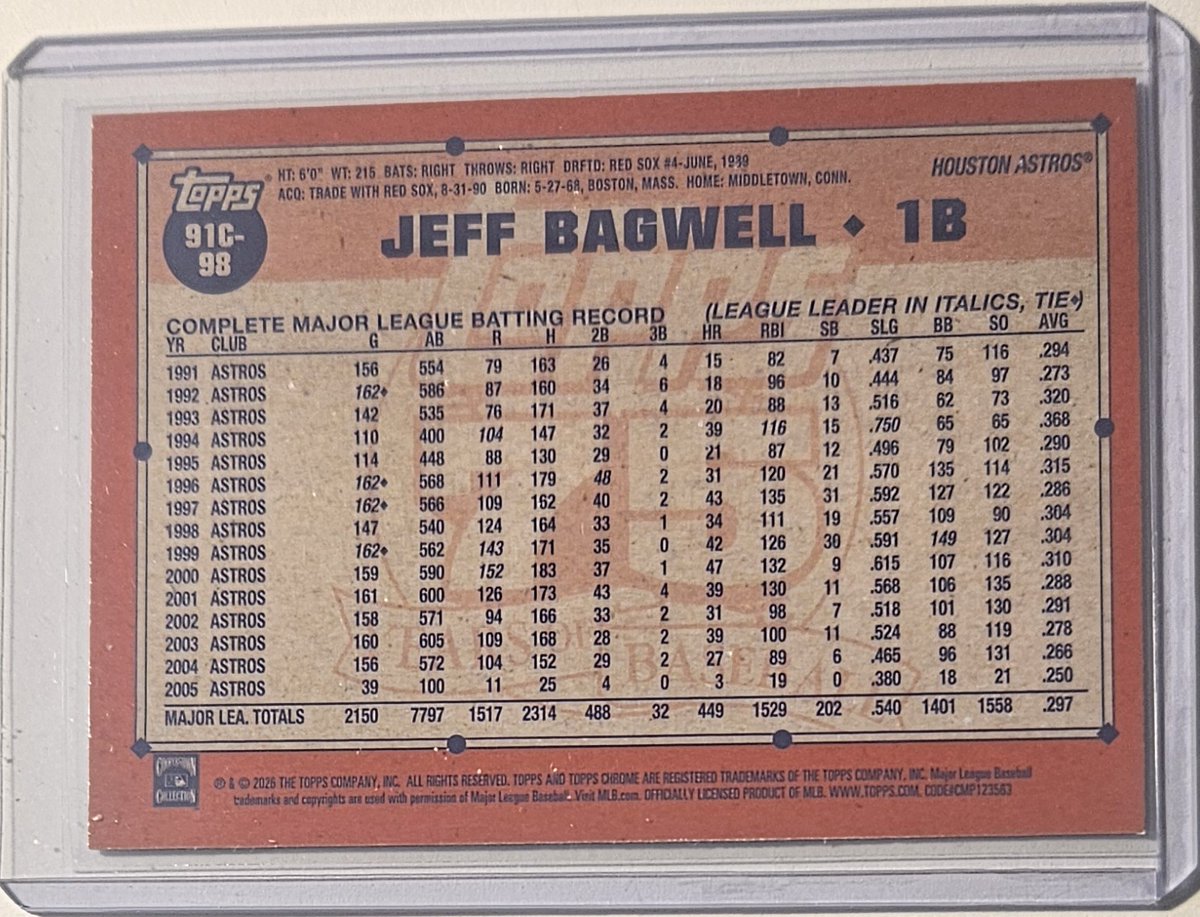 Topps®
91C-
98
HT: 6'0" WT: 215 BATS: RIGHT THROWS: RIGHT DRFTD: RED SOX #4-JUNE, 1989
ACQ: TRADE WITH RED SOX, 8-31-90 BORN: 5-27-68, BOSTON, MASS. HOME: MIDDLETOWN, CONN.
HOUSTON ASTROS®
JEFF BAGWELL ♦ 1B
COMPLETE MAJOR LEAGUE BATTING RECORD (LEAGUE LEADER IN ITALICS, TIE♦)
YR CLUB G AB R H 2B 3B HR RBI SB SLG BB SO AVG
1991 ASTROS 156 554 79 163 26 4 15 82 7 .437 75 116 .294
1992 ASTROS 162♦ 586 87 160 34 6 18 96 10 .444 84 97 .273
1993 ASTROS 142 535 76 171 37 4 20 88 13 .516 62 73 .320
1994 ASTROS 110 400 104 147 32 2 39 116 15 .750 65 65 .368
1995 ASTROS 114 448 88 130 29 0 21 87 12 .496 79 102 .290
1996 ASTROS 162♦ 568 111 179 48 2 31 120 21 .570 135 114 .315
1997 ASTROS 162♦ 566 109 162 40 2 43 135 31 .592 127 122 .286
1998 ASTROS 147 540 124 164 33 1 34 111 19 .557 109 90 .304
1999 ASTROS 162♦ 562 143 171 35 0 42 126 30 .591 149 127 .304
2000 ASTROS 159 590 152 183 37 1 47 132 9 .615 107 116 .310
2001 ASTROS 161 600 126 173 43 4 39 130 11 .568 106 135 .288
2002 ASTROS 158 571 94 166 33 2 31 98 7 .518 101 130 .291
2003 ASTROS 160 605 109 168 28 2 39 100 11 .524 88 119 .278
2004 ASTROS 156 572 104 152 29 2 27 89 6 .465 96 131 .266
2005 ASTROS 39 100 11 25 4 0 3 19 0 .380 18 21 .250
MAJOR LEA. TOTALS 2150 7797 1517 2314 488 32 449 1529 202 .540 1401 1558 .297
TOPPS
75
YEARS OF BASEBALL
COOPERSTOWN
COLLECTION
® & © 2026 THE TOPPS COMPANY, INC. ALL RIGHTS RESERVED. TOPPS AND TOPPS CHROME ARE REGISTERED TRADEMARKS OF THE TOPPS COMPANY, INC. Major League Baseball
trademarks and copyrights are used with permission of Major League Baseball. Visit MLB.com. OFFICIALLY LICENSED PRODUCT OF MLB. WWW.TOPPS.COM. CODE#CMP123563